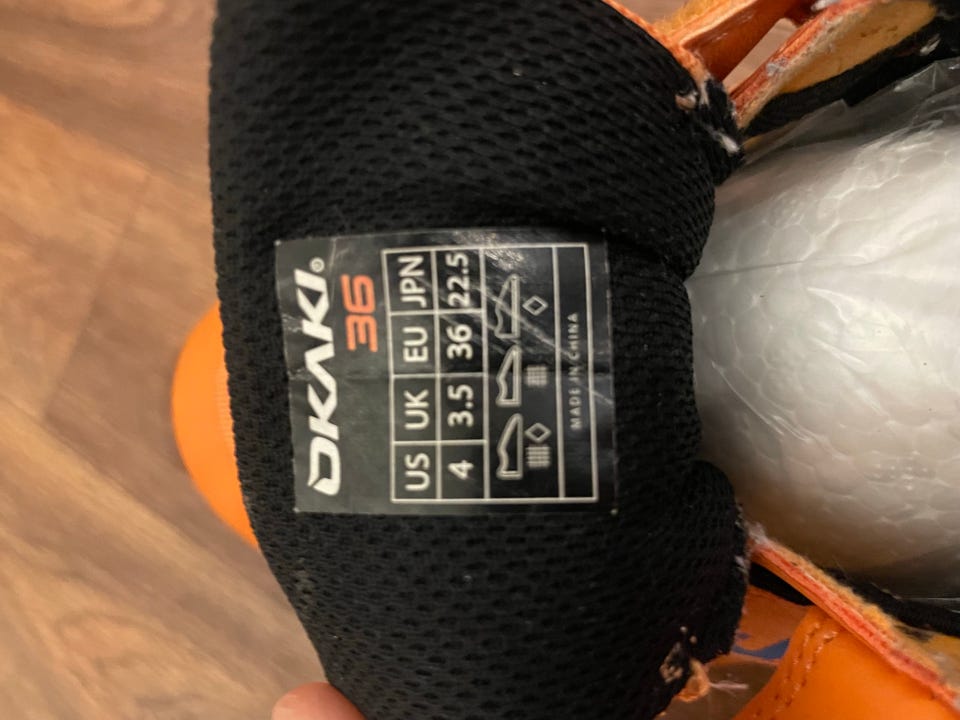 OKAKI®
36
US UK EU JPN
4 3.5 36 22.5
MADE IN CHINA